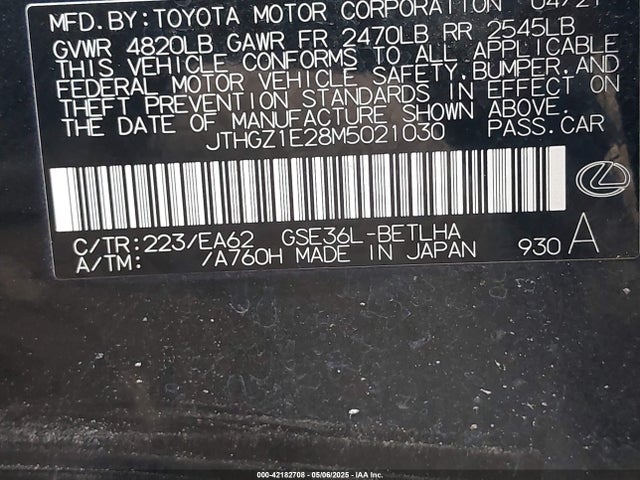 MFD.BY:TOYOTA MOTOR CORPORATION 04/21
GVWR 4820LB GAWR FR 2470LB RR 2545LB
THIS VEHICLE CONFORMS TO ALL APPLICABLE
FEDERAL MOTOR VEHICLE SAFETY,BUMPER,AND
THEFT PREVENTION STANDARDS IN EFFECT ON
THE DATE OF MANUFACTURE SHOWN ABOVE.
JTHGZ1E28M5021030 PASS.CAR
C/TR:223/EA62 GSE36L-BETLHA
A/TM: /A760H MADE IN JAPAN 930 A
000-42182708 - 05/06/2025 - IAA Inc.